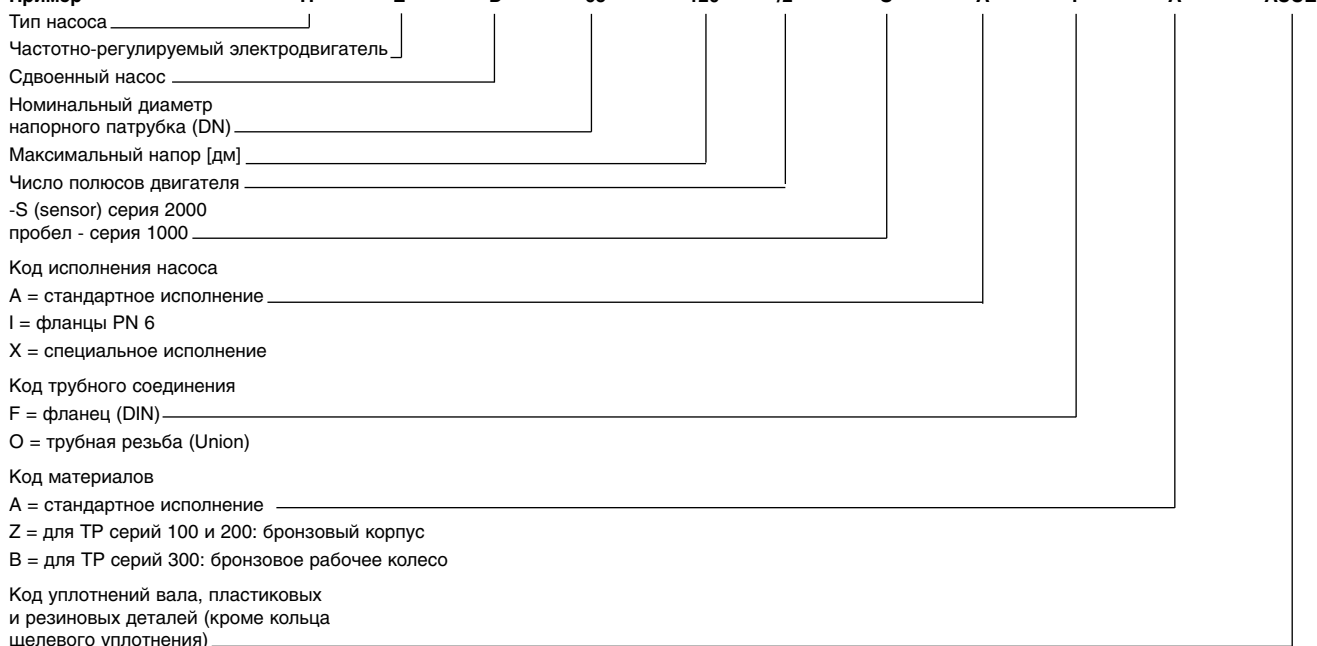 Тип насоса
Частотно-регулируемый электродвигатель
Сдвоенный насос
Номинальный диаметр
напорного патрубка (DN)
Максимальный напор [дм]
Число полюсов двигателя
-S (sensor) серия 2000
пробел - серия 1000
Код исполнения насоса
A = стандартное исполнение
I = фланцы PN 6
X = специальное исполнение
Код трубного соединения
F = фланец (DIN)
O = трубная резьба (Union)
Код материалов
A = стандартное исполнение
Z = для ТР серий 100 и 200: бронзовый корпус
B = для ТР серий 300: бронзовое рабочее колесо
Код уплотнений вала, пластиковых
и резиновых деталей (кроме кольца
щелевого уплотнения)